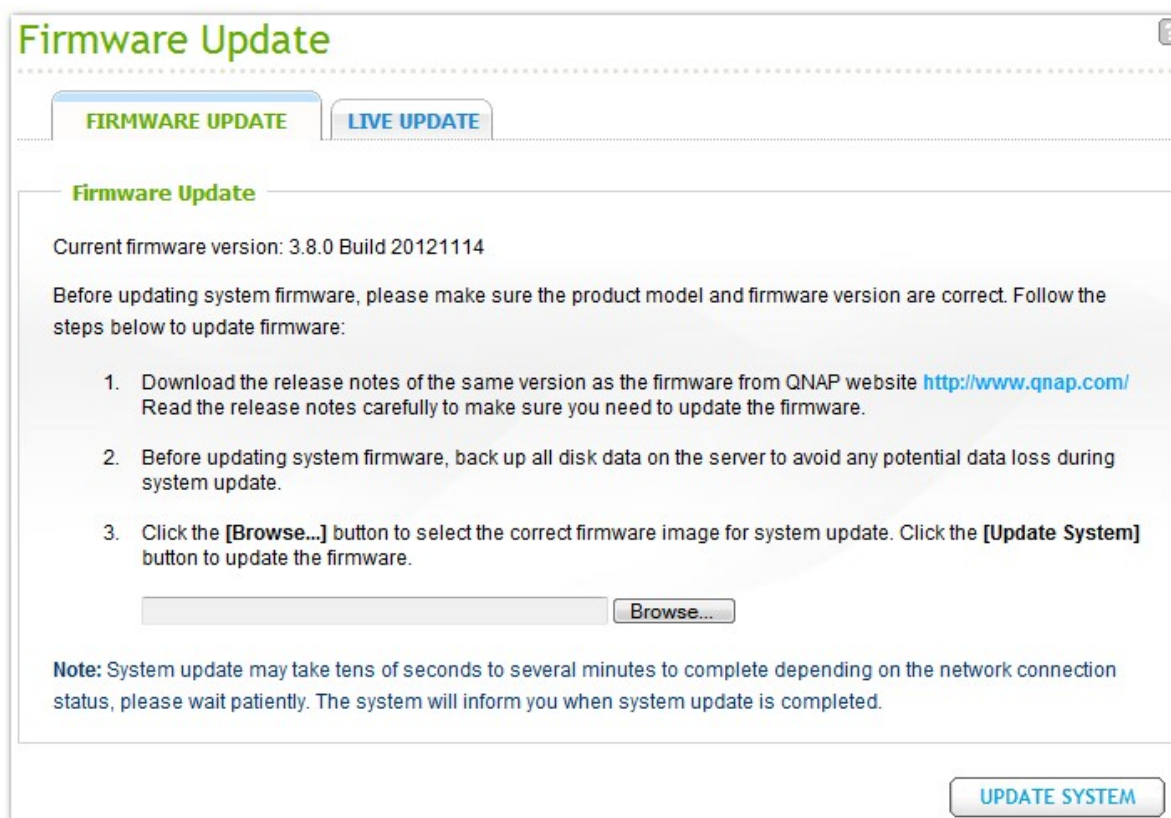 Firmware Update
FIRMWARE UPDATE
LIVE UPDATE
Firmware Update
Current firmware version: 3.8.0 Build 20121114
Before updating system firmware, please make sure the product model and firmware version are correct. Follow the
steps below to update firmware:
1. Download the release notes of the same version as the firmware from QNAP website http://www.qnap.com/
Read the release notes carefully to make sure you need to update the firmware.
2. Before updating system firmware, back up all disk data on the server to avoid any potential data loss during
system update.
3. Click the [Browse...] button to select the correct firmware image for system update. Click the [Update System]
button to update the firmware.
Browse...
Note: System update may take tens of seconds to several minutes to complete depending on the network connection
status, please wait patiently. The system will inform you when system update is completed.
UPDATE SYSTEM